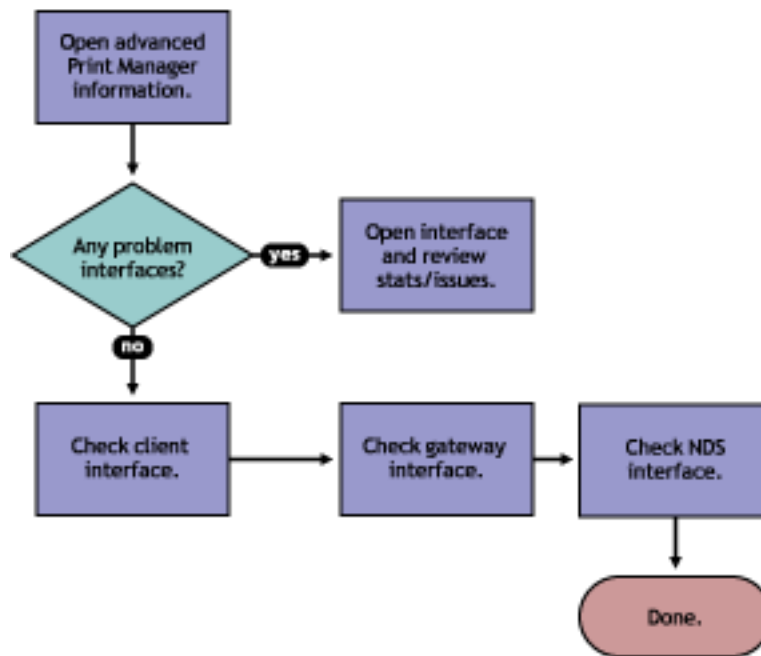 Open advanced
Print Manager
information.
Any problem
interfaces?
yes
Open interface
and review
stats/issues.
no
Check client
interface.
Check gateway
interface.
Check NDS
interface.
Done.